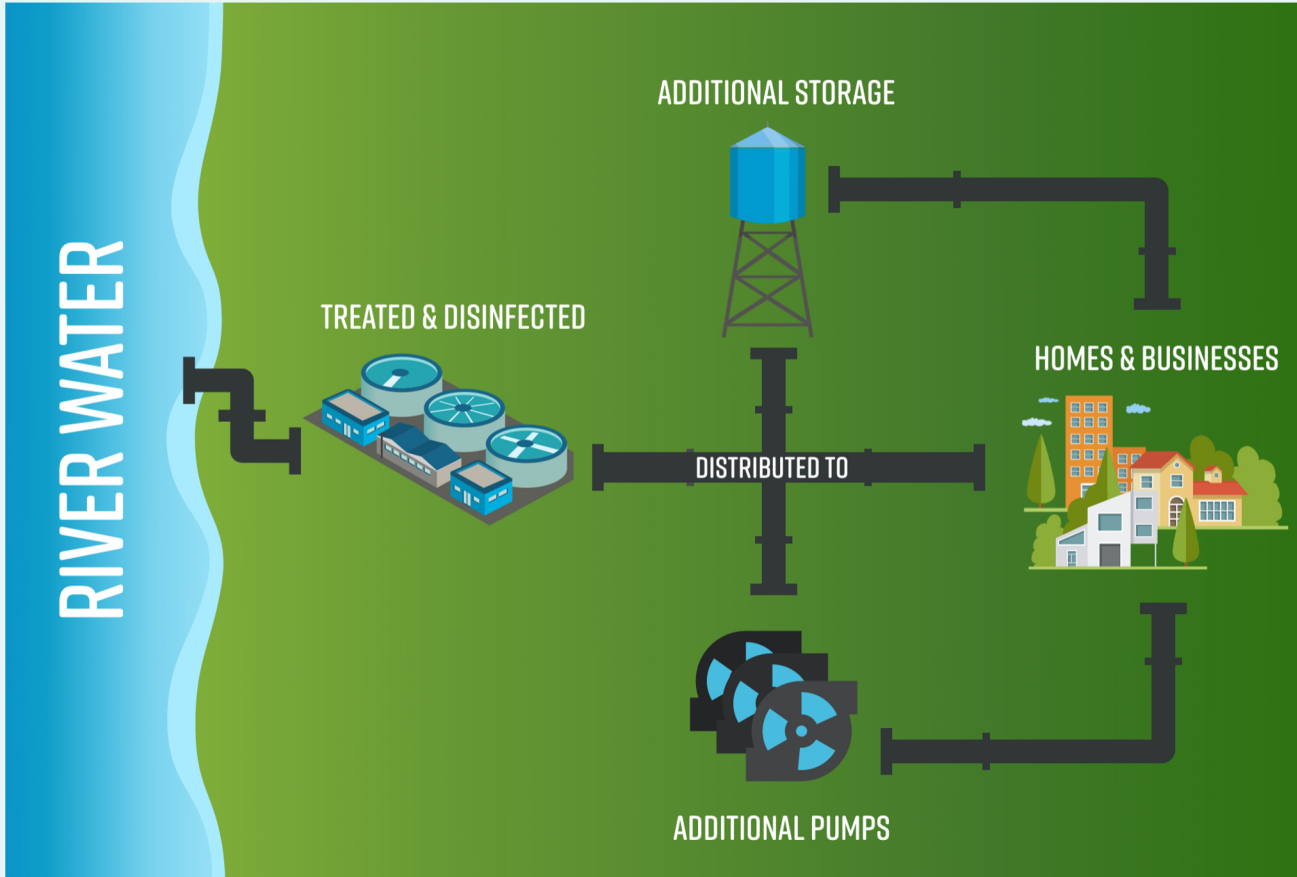 RIVER WATER
TREATED & DISINFECTED
ADDITIONAL STORAGE
DISTRIBUTED TO
HOMES & BUSINESSES
ADDITIONAL PUMPS